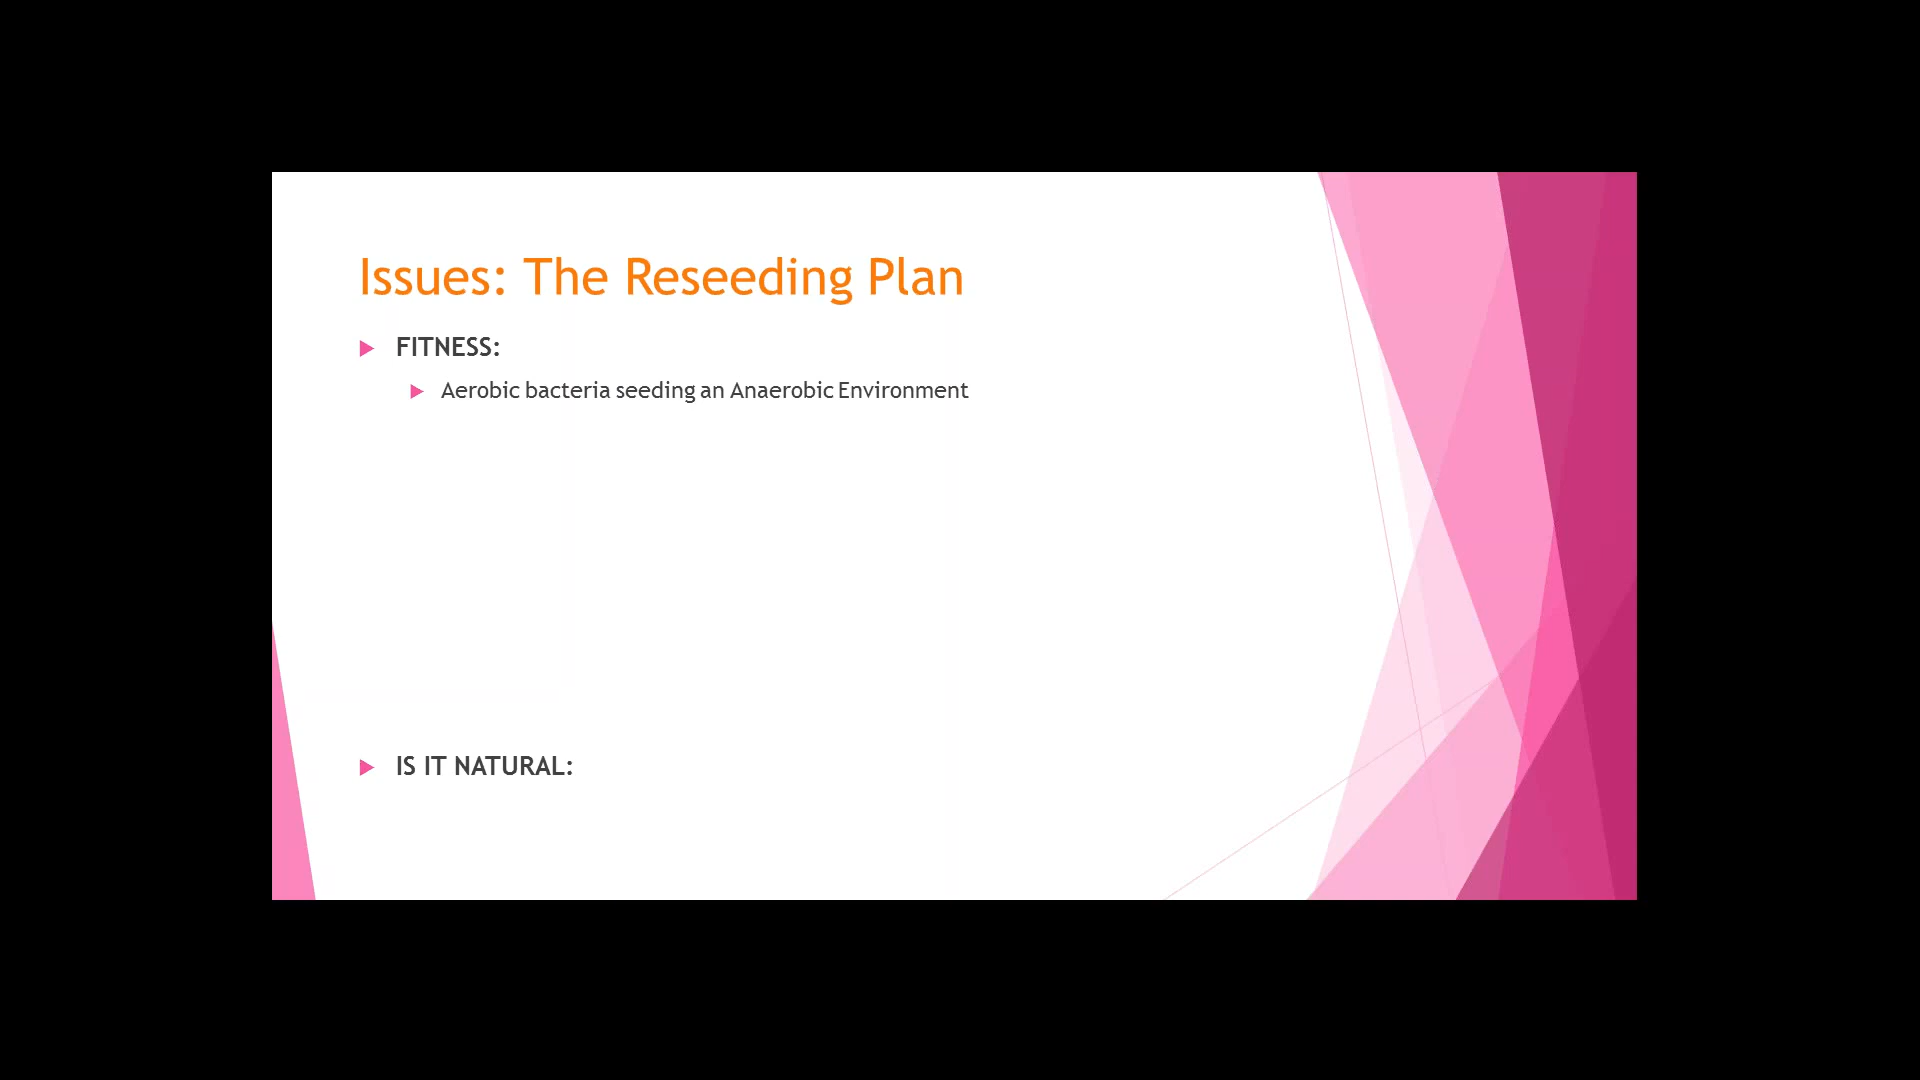 Issues: The Reseeding Plan
FITNESS:
Aerobic bacteria seeding an Anaerobic Environment
IS IT NATURAL: